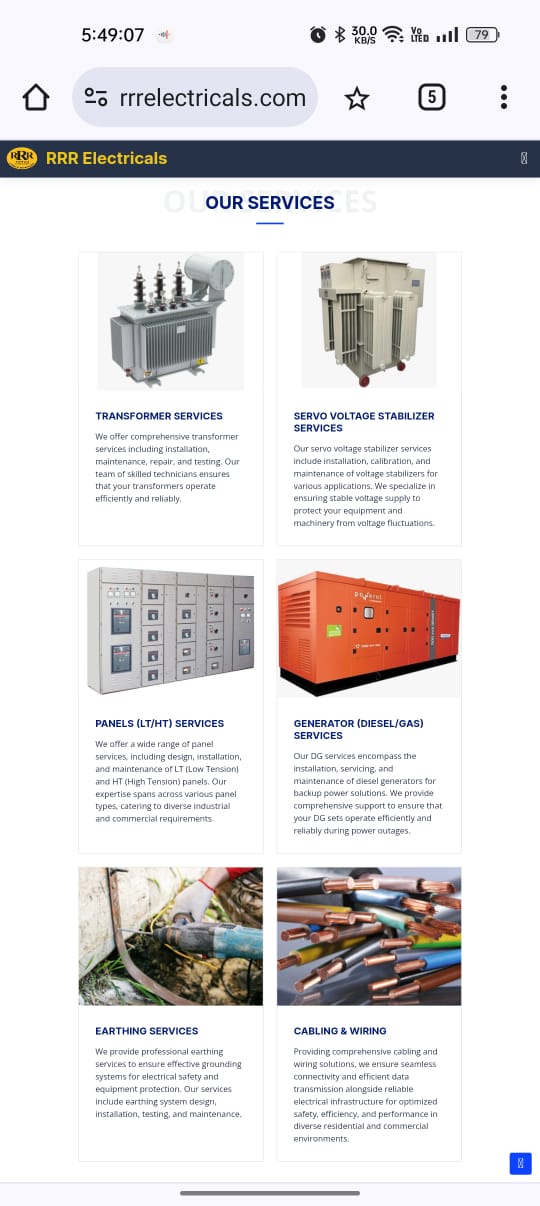 5:49:07
30.0
KB/S
Vo
LTE
79
rrrelectricals.com
5
RRR
RRR Electricals
OUR SERVICES
OUR SERVICES
TRANSFORMER SERVICES
We offer comprehensive transformer
services including installation,
maintenance, repair, and testing. Our
team of skilled technicians ensures
that your transformers operate
efficiently and reliably.
SERVO VOLTAGE STABILIZER
SERVICES
Our servo voltage stabilizer services
include installation, calibration, and
maintenance of voltage stabilizers for
various applications. We specialize in
ensuring stable voltage supply to
protect your equipment and
machinery from voltage fluctuations.
PANELS (LT/HT) SERVICES
We offer a wide range of panel
services, including design, installation,
and maintenance of LT (Low Tension)
and HT (High Tension) panels. Our
expertise spans across various panel
types, catering to diverse industrial
and commercial requirements.
GENERATOR (DIESEL/GAS)
SERVICES
Our DG services encompass the
installation, servicing, and
maintenance of diesel generators for
backup power solutions. We provide
comprehensive support to ensure that
your DG sets operate efficiently and
reliably during power outages.
EARTHING SERVICES
We provide professional earthing
services to ensure effective grounding
systems for electrical safety and
equipment protection. Our services
include earthing system design,
installation, testing, and maintenance.
CABLING & WIRING
Providing comprehensive cabling and
wiring solutions, we ensure seamless
connectivity and efficient data
transmission alongside reliable
electrical infrastructure for optimized
safety, efficiency, and performance in
diverse residential and commercial
environments.